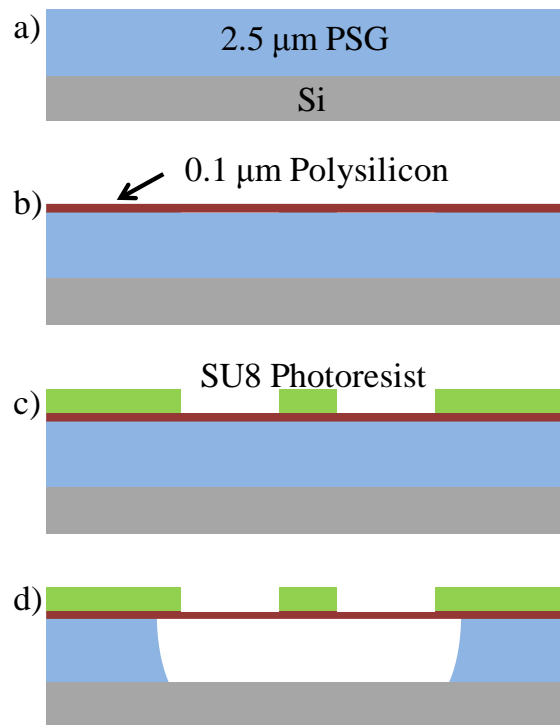 a)
2.5 μm PSG
Si
0.1 μm Polysilicon
b)
SU8 Photoresist
c)
d)